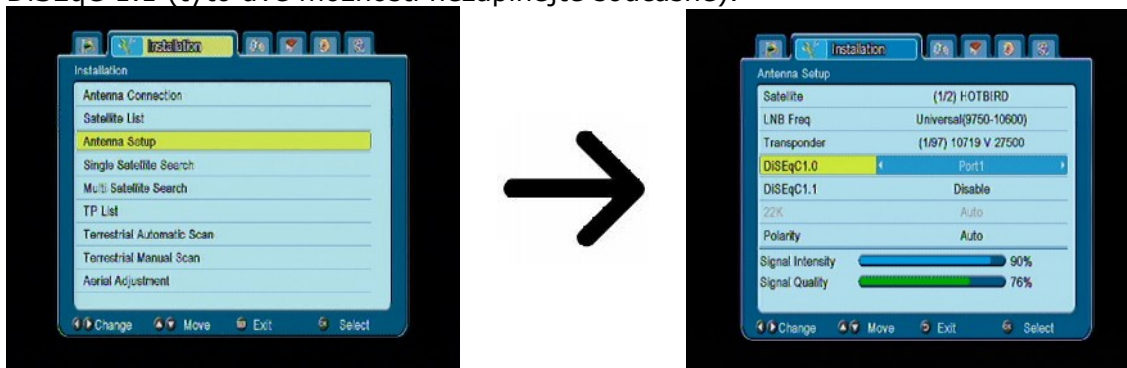 DiSEqC 1.1 (tyto dvě možnosti nezapínejte současně).
Installation
Installation
Antenna Connection
Satellite List
Antenna Setup
Single Satellite Search
Multi Satellite Search
TP List
Terrestrial Automatic Scan
Terrestrial Manual Scan
Aerial Adjustment
Change Move Exit Select
Installation
Antenna Setup
Satellite (1/2) HOTBIRD
LNB Freq Universal(9750-10600)
Transponder (1/97) 10719 V 27500
DiSEqC1.0 Port1
DiSEqC1.1 Disable
22K Auto
Polarity Auto
Signal Intensity 90%
Signal Quality 76%
Change Move Exit Select